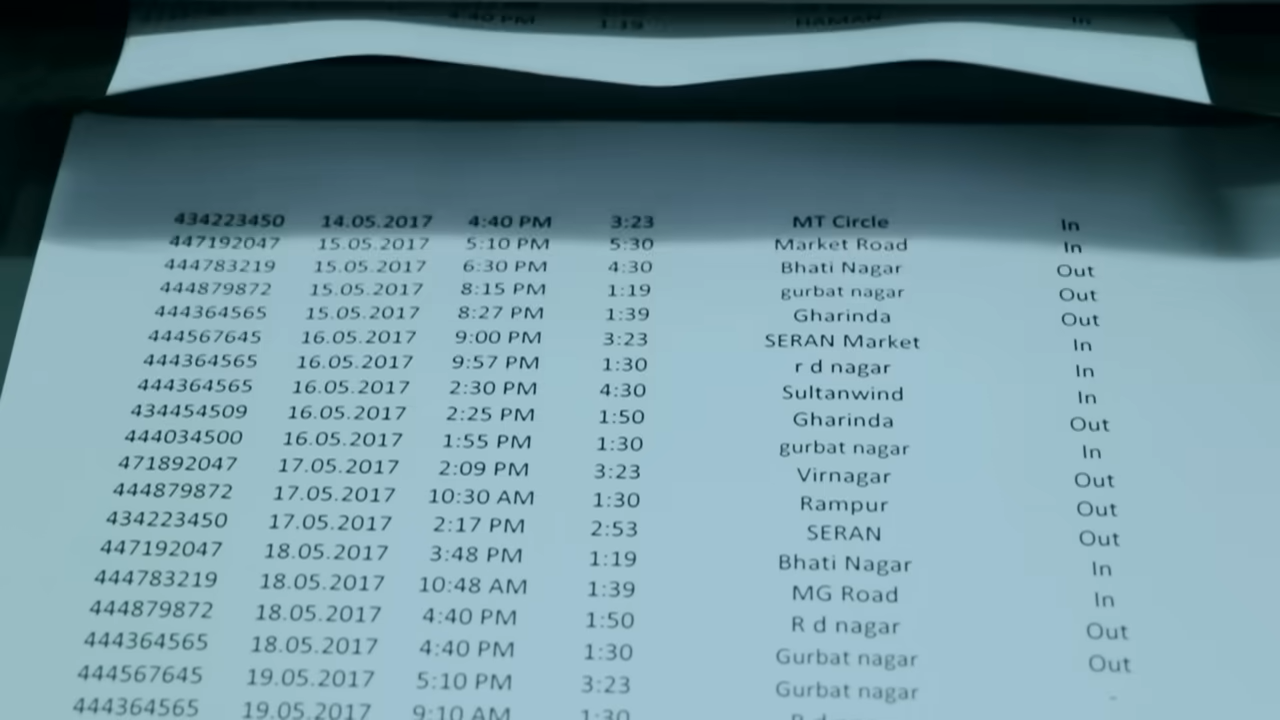 4:40 PM 1:19 HAMAN In
434223450 14.05.2017 4:40 PM 3:23 MT Circle In
447192047 15.05.2017 5:10 PM 5:30 Market Road In
444783219 15.05.2017 6:30 PM 4:30 Bhati Nagar Out
444879872 15.05.2017 8:15 PM 1:19 gurbat nagar Out
444364565 15.05.2017 8:27 PM 1:39 Gharinda Out
444567645 16.05.2017 9:00 PM 3:23 SERAN Market In
444364565 16.05.2017 9:57 PM 1:30 r d nagar In
444364565 16.05.2017 2:30 PM 4:30 Sultanwind In
434454509 16.05.2017 2:25 PM 1:50 Gharinda Out
444034500 16.05.2017 1:55 PM 1:30 gurbat nagar In
471892047 17.05.2017 2:09 PM 3:23 Virnagar Out
444879872 17.05.2017 10:30 AM 1:30 Rampur Out
434223450 17.05.2017 2:17 PM 2:53 SERAN Out
447192047 18.05.2017 3:48 PM 1:19 Bhati Nagar In
444783219 18.05.2017 10:48 AM 1:39 MG Road In
444879872 18.05.2017 4:40 PM 1:50 R d nagar Out
444364565 18.05.2017 4:40 PM 1:30 Gurbat nagar Out
444567645 19.05.2017 5:10 PM 3:23 Gurbat nagar
444364565 19.05.2017 9:10 AM 1:30